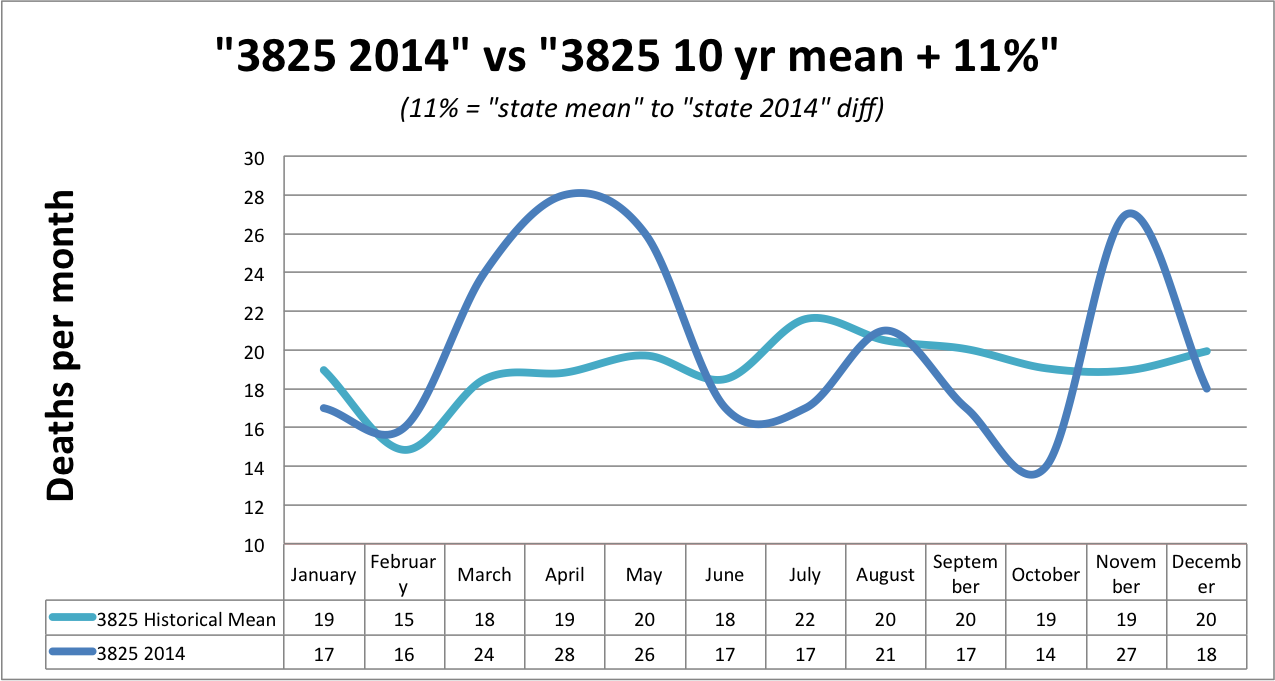 "3825 2014" vs "3825 10 yr mean + 11%"
(11% = "state mean" to "state 2014" diff)
Deaths per month
30
28
26
24
22
20
18
16
14
12
10
January Februar March April May June July August Septem October Novem Decemb
y ber ber er
3825 Historical Mean 19 15 18 19 20 18 22 20 20 19 19 20
3825 2014 17 16 24 28 26 17 17 21 17 14 27 18